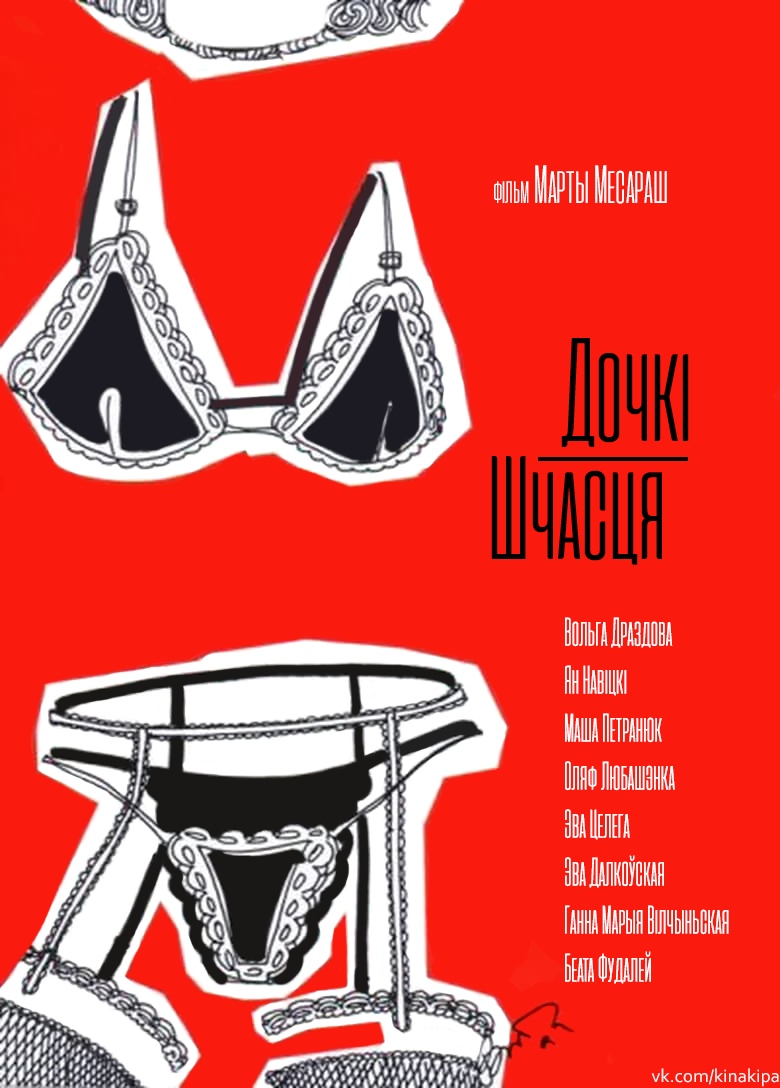 фільм Марты Месараш
Дочкі
Шчасця
Вольга Драздова
Ян Навіцкі
Маша Петранюк
Оляф Любашэнка
Эва Целега
Эва Далкоўская
Ганна Марыя Вілчыньская
Беата Фудалей
vk.com/kinakipa